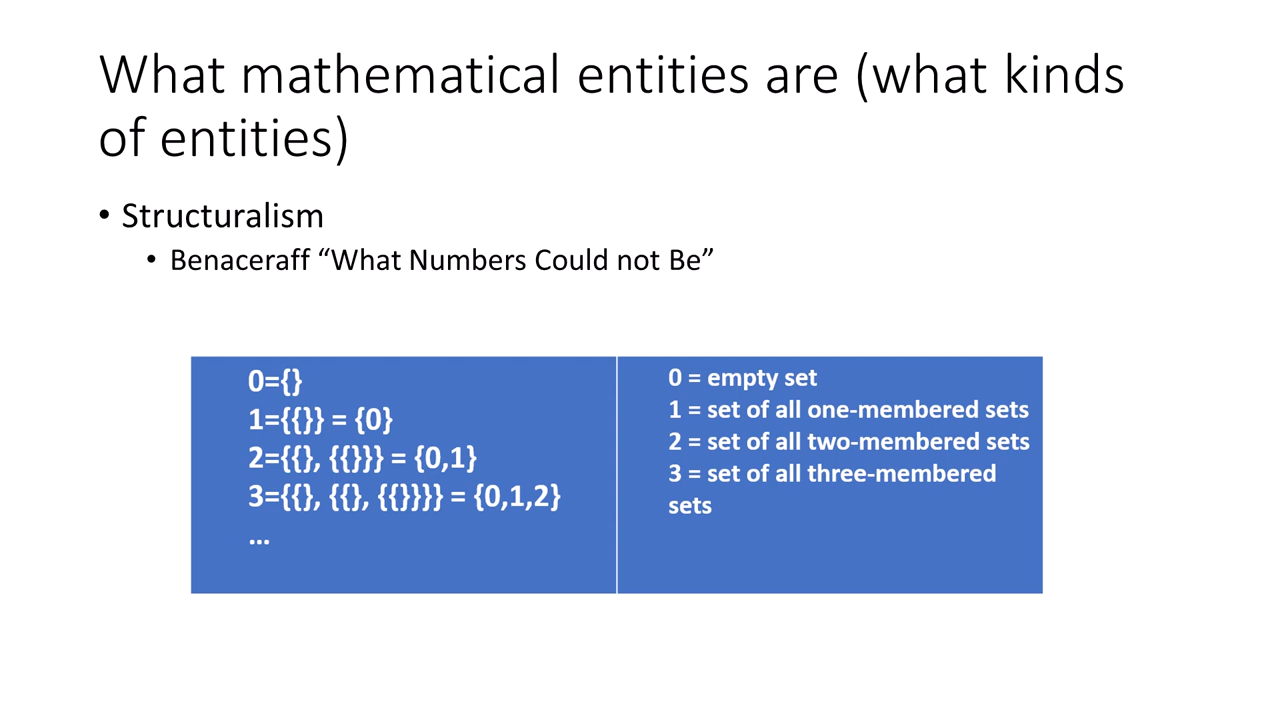 What mathematical entities are (what kinds
of entities)
• Structuralism
• Benaceraff “What Numbers Could not Be”
0={}
1={{}} = {0}
2={{}, {{}}} = {0,1}
3={{}, {{}, {{}}}} = {0,1,2}
...
0 = empty set
1 = set of all one-membered sets
2 = set of all two-membered sets
3 = set of all three-membered
sets